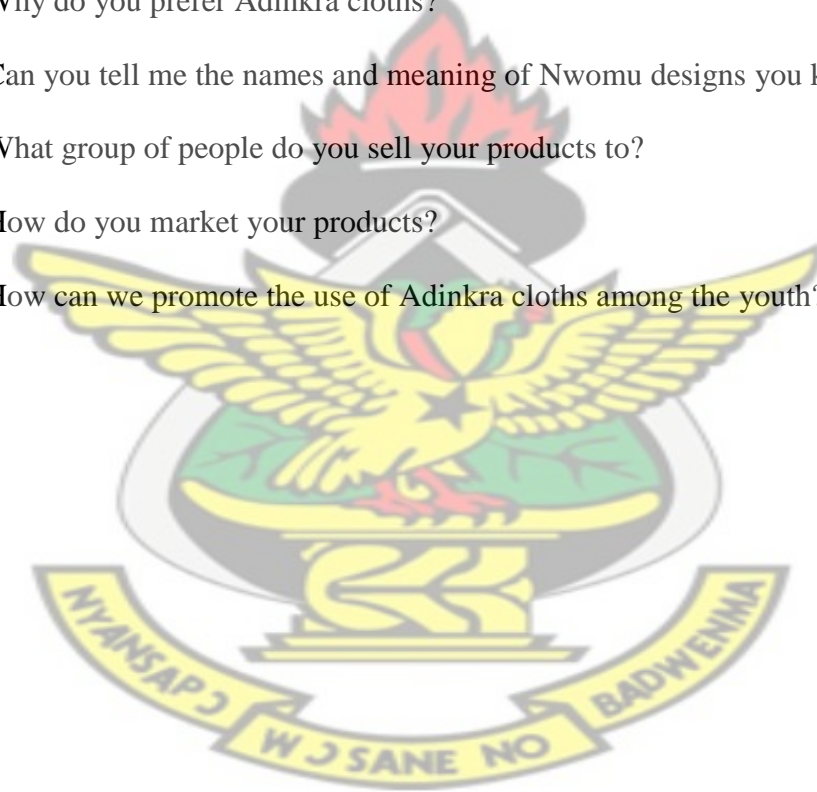 Why do you prefer Adinkra cloths?
Can you tell me the names and meaning of Nwomu designs you
What group of people do you sell your products to?
How do you market your products?
How can we promote the use of Adinkra cloths among the youth?
NYANSAPƆ
WƆSANE NO
BADWENMA